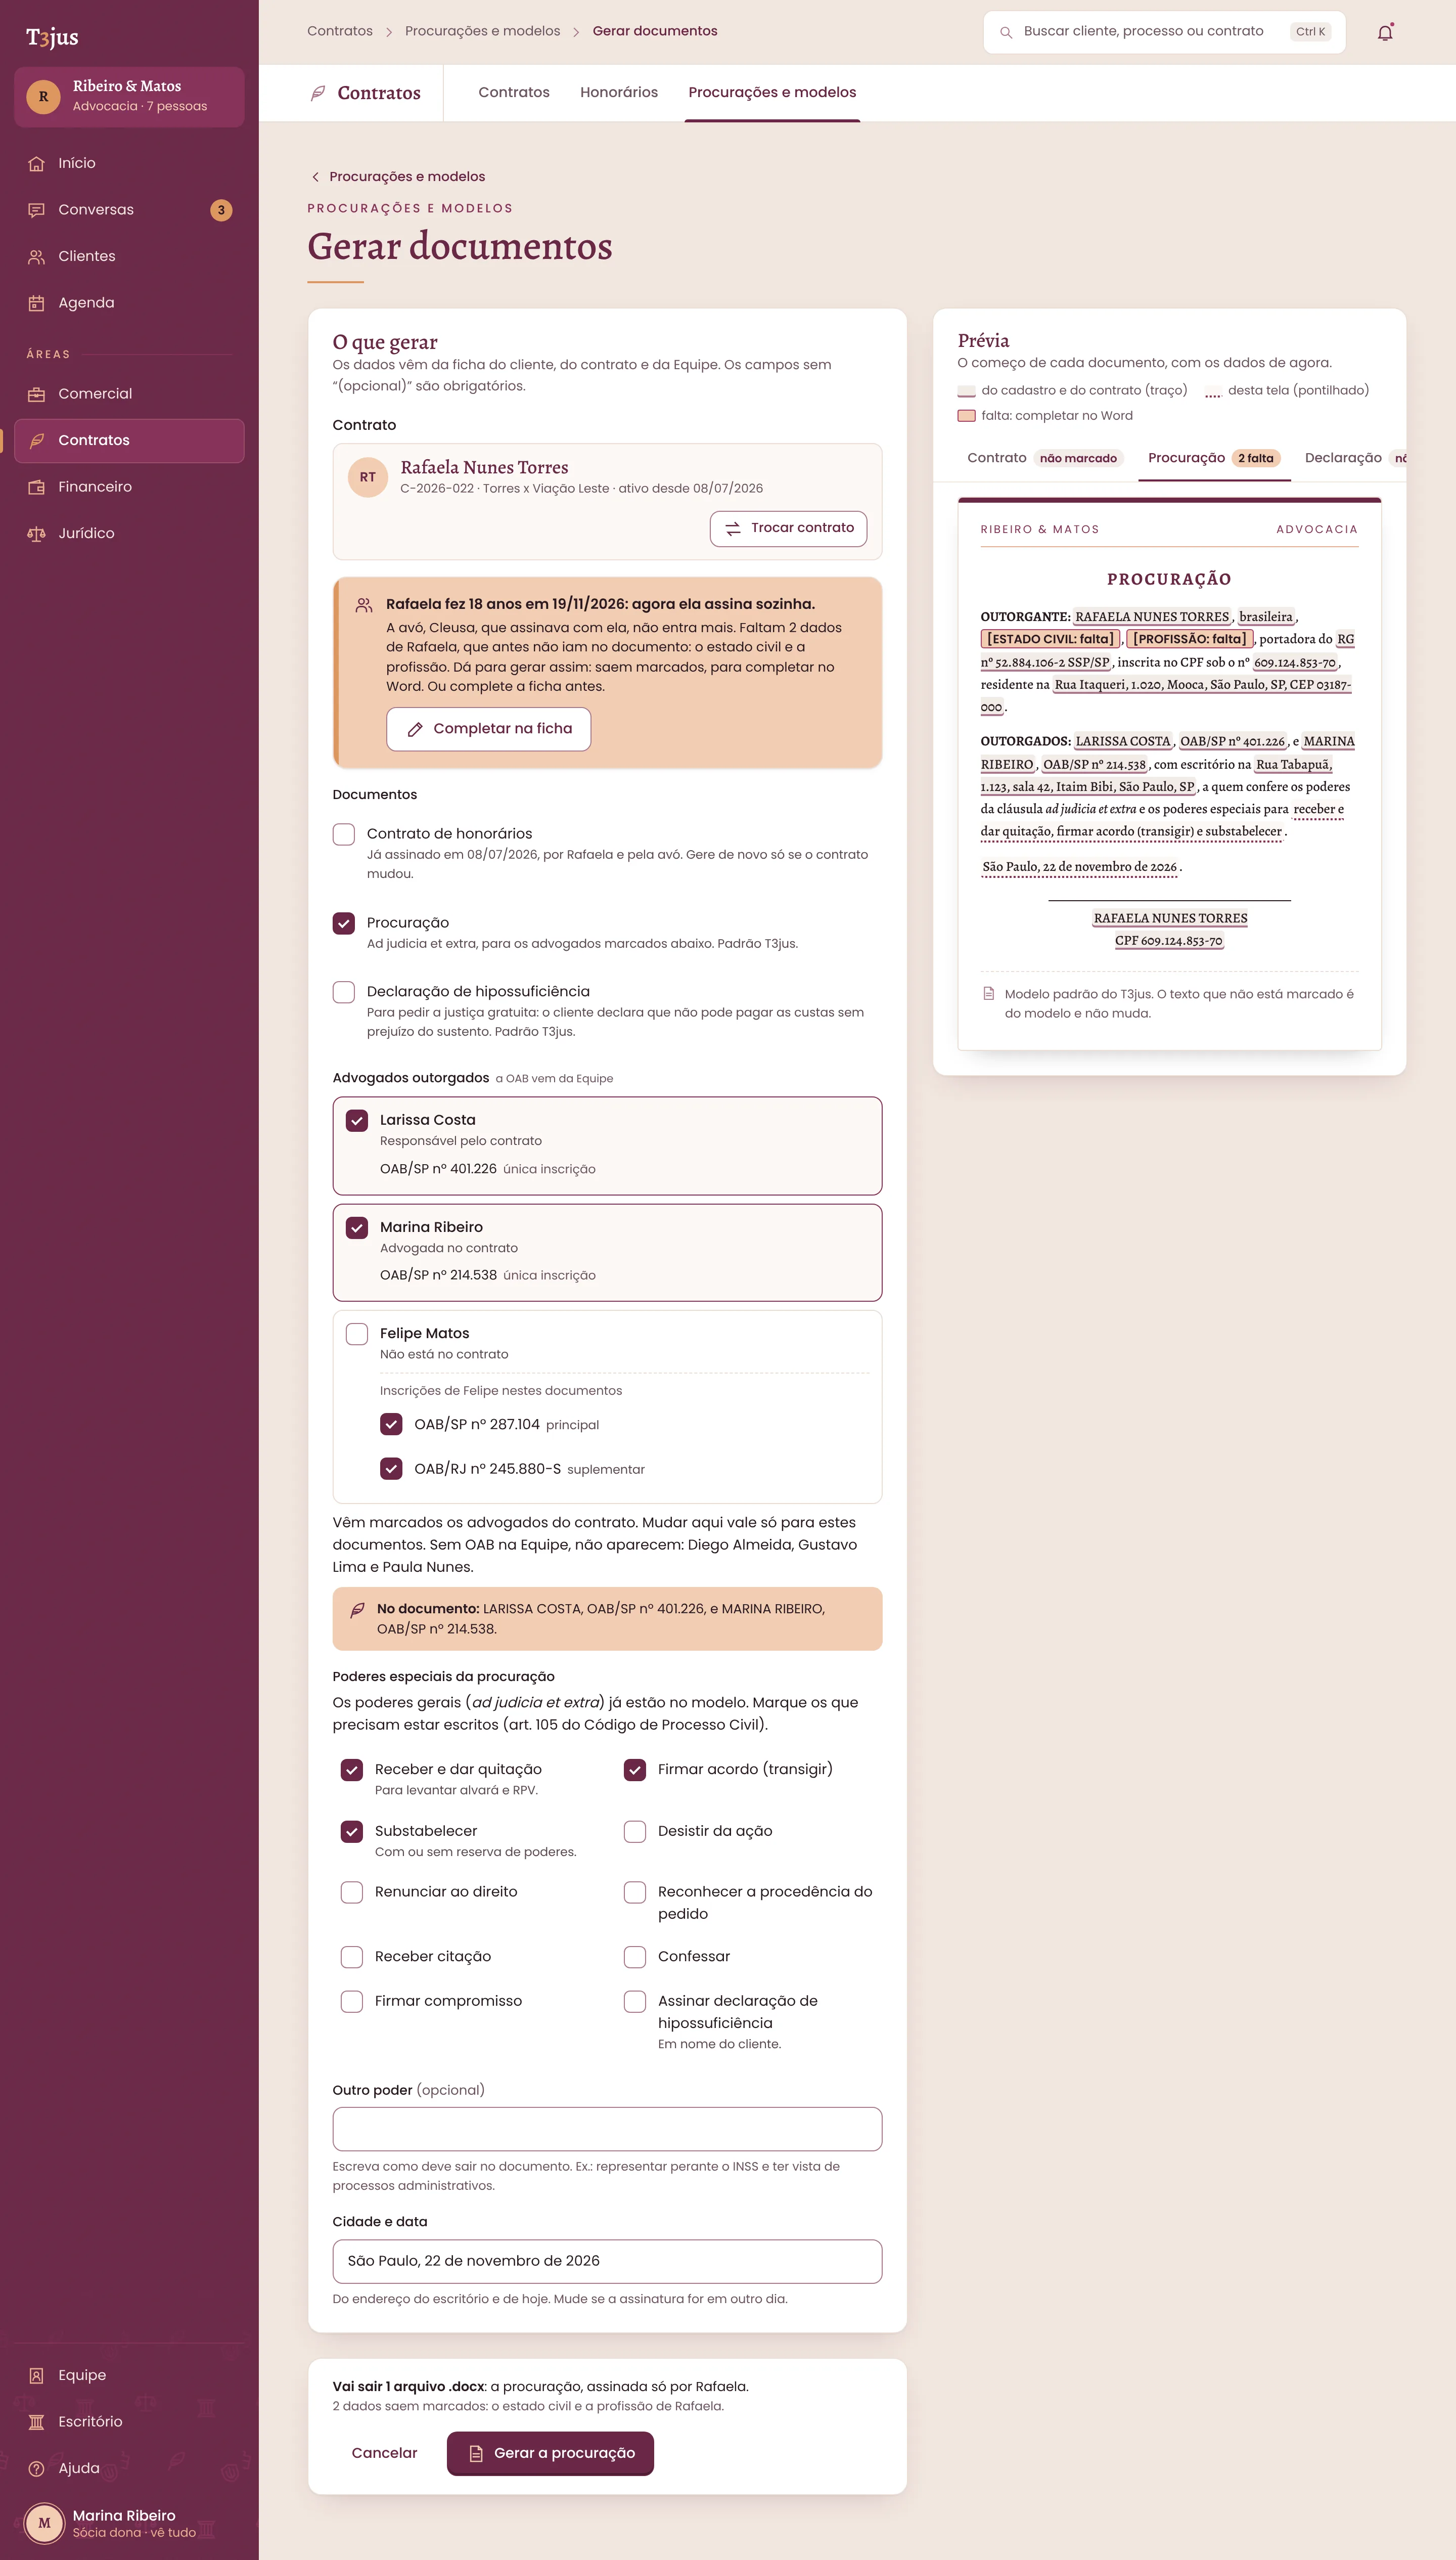 T3jus
R
Ribeiro & Matos
Advocacia · 7 pessoas
Início
Conversas
3
Clientes
Agenda
ÁREAS
Comercial
Contratos
Financeiro
Jurídico
Equipe
Escritório
Ajuda
M
Marina Ribeiro
Sócia dona · vê tudo
Contratos
Procurações e modelos
Gerar documentos
Buscar cliente, processo ou contrato
Ctrl K
Contratos
Contratos
Honorários
Procurações e modelos
Procurações e modelos
PROCURAÇÕES E MODELOS
Gerar documentos
O que gerar
Os dados vêm da ficha do cliente, do contrato e da Equipe. Os campos sem
“(opcional)” são obrigatórios.
Contrato
RT
Rafaela Nunes Torres
C-2026-022 · Torres x Viação Leste · ativo desde 08/07/2026
Trocar contrato
Rafaela fez 18 anos em 19/11/2026: agora ela assina sozinha.
A avó, Cleusa, que assinava com ela, não entra mais. Faltam 2 dados
de Rafaela, que antes não iam no documento: o estado civil e a
profissão. Dá para gerar assim: saem marcados, para completar no
Word. Ou complete a ficha antes.
Completar na ficha
Documentos
Contrato de honorários
Já assinado em 08/07/2026, por Rafaela e pela avó. Gere de novo só se o contrato
mudou.
Procuração
Ad judicia et extra, para os advogados marcados abaixo. Padrão T3jus.
Declaração de hipossuficiência
Para pedir a justiça gratuita: o cliente declara que não pode pagar as custas sem
prejuízo do sustento. Padrão T3jus.
Advogados outorgados a OAB vem da Equipe
Larissa Costa
Responsável pelo contrato
OAB/SP nº 401.226 única inscrição
Marina Ribeiro
Advogada no contrato
OAB/SP nº 214.538 única inscrição
Felipe Matos
Não está no contrato
Inscrições de Felipe nestes documentos
OAB/SP nº 287.104 principal
OAB/RJ nº 245.880-S suplementar
Vêm marcados os advogados do contrato. Mudar aqui vale só para estes
documentos. Sem OAB na Equipe, não aparecem: Diego Almeida, Gustavo
Lima e Paula Nunes.
No documento: LARISSA COSTA, OAB/SP nº 401.226, e MARINA RIBEIRO,
OAB/SP nº 214.538.
Poderes especiais da procuração
Os poderes gerais (ad judicia et extra) já estão no modelo. Marque os que
precisam estar escritos (art. 105 do Código de Processo Civil).
Receber e dar quitação
Para levantar alvará e RPV.
Firmar acordo (transigir)
Substabelecer
Com ou sem reserva de poderes.
Desistir da ação
Renunciar ao direito
Reconhecer a procedência do
pedido
Receber citação
Confessar
Firmar compromisso
Assinar declaração de
hipossuficiência
Em nome do cliente.
Outro poder (opcional)
Escreva como deve sair no documento. Ex.: representar perante o INSS e ter vista de
processos administrativos.
Cidade e data
São Paulo, 22 de novembro de 2026
Do endereço do escritório e de hoje. Mude se a assinatura for em outro dia.
Vai sair 1 arquivo .docx: a procuração, assinada só por Rafaela.
2 dados saem marcados: o estado civil e a profissão de Rafaela.
Cancelar
Gerar a procuração
Prévia
O começo de cada documento, com os dados de agora.
do cadastro e do contrato (traço)
desta tela (pontilhado)
falta: completar no Word
Contrato não marcado
Procuração 2 falta
Declaração
RIBEIRO & MATOS
ADVOCACIA
PROCURAÇÃO
OUTORGANTE: RAFAELA NUNES TORRES, brasileira,
[ESTADO CIVIL: falta], [PROFISSÃO: falta], portadora do RG
nº 52.884.106-2 SSP/SP, inscrita no CPF sob o nº 609.124.853-70,
residente na Rua Itaqueri, 1.020, Mooca, São Paulo, SP, CEP 03187-
000.
OUTORGADOS: LARISSA COSTA, OAB/SP nº 401.226, e MARINA
RIBEIRO, OAB/SP nº 214.538, com escritório na Rua Tabapuã,
1.123, sala 42, Itaim Bibi, São Paulo, SP, a quem confere os poderes
da cláusula ad judicia et extra e os poderes especiais para receber e
dar quitação, firmar acordo (transigir) e substabelecer.
São Paulo, 22 de novembro de 2026.
RAFAELA NUNES TORRES
CPF 609.124.853-70
Modelo padrão do T3jus. O texto que não está marcado é
do modelo e não muda.